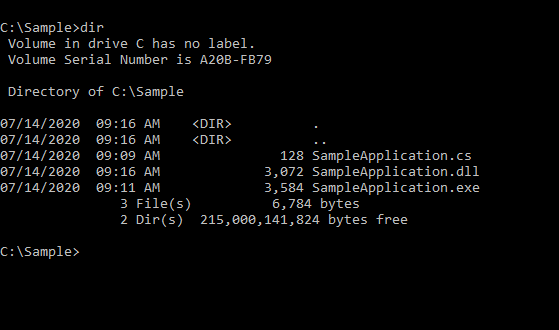 C:\Sample>dir
 Volume in drive C has no label.
 Volume Serial Number is A20B-FB79

 Directory of C:\Sample

07/14/2020  09:16 AM    <DIR>          .
07/14/2020  09:16 AM    <DIR>          ..
07/14/2020  09:09 AM               128 SampleApplication.cs
07/14/2020  09:16 AM             3,072 SampleApplication.dll
07/14/2020  09:11 AM             3,584 SampleApplication.exe
               3 File(s)          6,784 bytes
               2 Dir(s)  215,000,141,824 bytes free

C:\Sample>